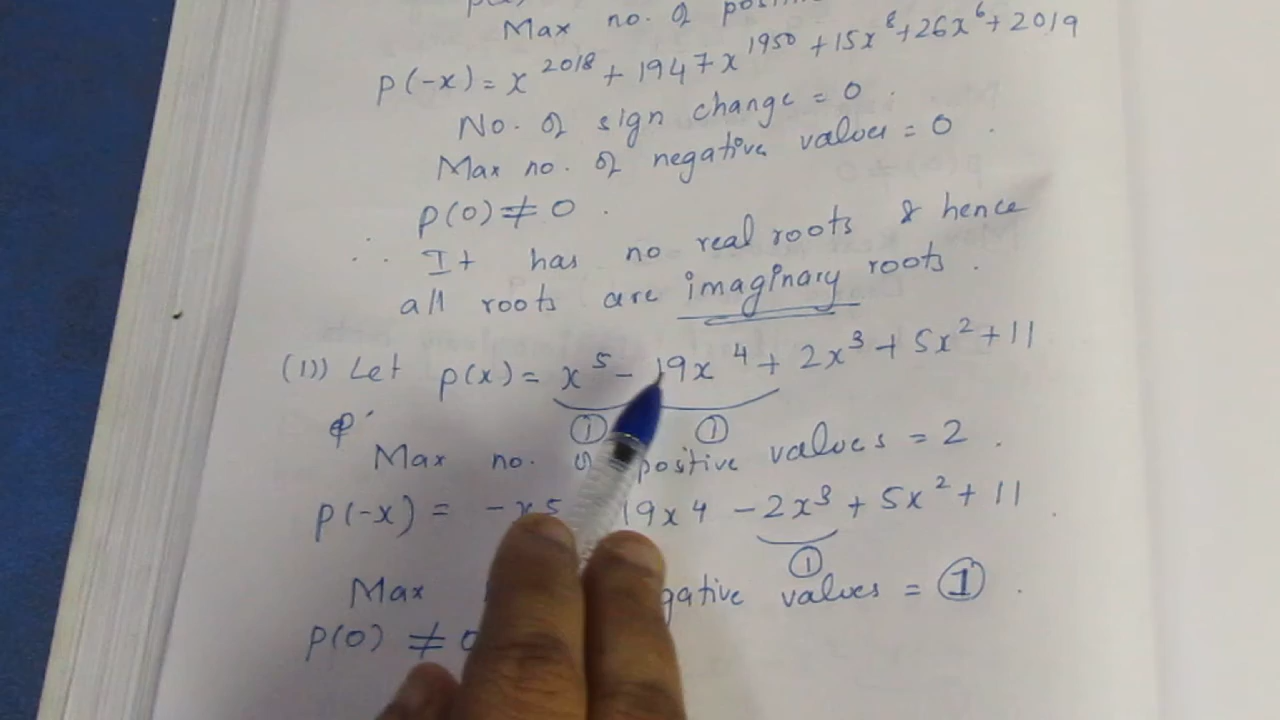 Max no. of
p(-x) = x^2018 + 1947x^1950 + 15x^8 + 26x^6 + 2019
No. of sign change = 0.
Max no. of negative values = 0.
p(0) ≠ 0.
∴ It has no real roots & hence
all roots are imaginary roots.
(11) Let p(x) = x^5 - 19x^4 + 2x^3 + 5x^2 + 11
① ①
Max no. of positive values = 2.
p(-x) = -x^5 19x^4 - 2x^3 + 5x^2 + 11.
①
Max values = ①.
p(0) ≠ 0